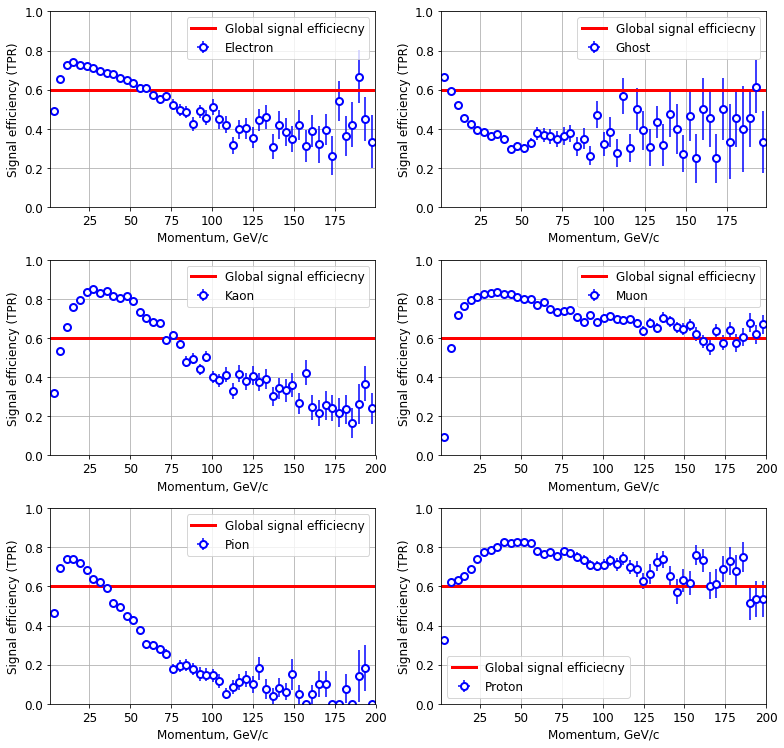 1.0
0.8
0.6
0.4
0.2
0.0
Signal efficiency (TPR)
Global signal efficiecny
Electron
25 50 75 100 125 150 175
Momentum, GeV/c
1.0
0.8
0.6
0.4
0.2
0.0
Signal efficiency (TPR)
Global signal efficiecny
Ghost
25 50 75 100 125 150 175
Momentum, GeV/c
1.0
0.8
0.6
0.4
0.2
0.0
Signal efficiency (TPR)
Global signal efficiecny
Kaon
25 50 75 100 125 150 175 200
Momentum, GeV/c
1.0
0.8
0.6
0.4
0.2
0.0
Signal efficiency (TPR)
Global signal efficiecny
Muon
25 50 75 100 125 150 175 200
Momentum, GeV/c
1.0
0.8
0.6
0.4
0.2
0.0
Signal efficiency (TPR)
Global signal efficiecny
Pion
25 50 75 100 125 150 175 200
Momentum, GeV/c
1.0
0.8
0.6
0.4
0.2
0.0
Signal efficiency (TPR)
Global signal efficiecny
Proton
25 50 75 100 125 150 175 200
Momentum, GeV/c